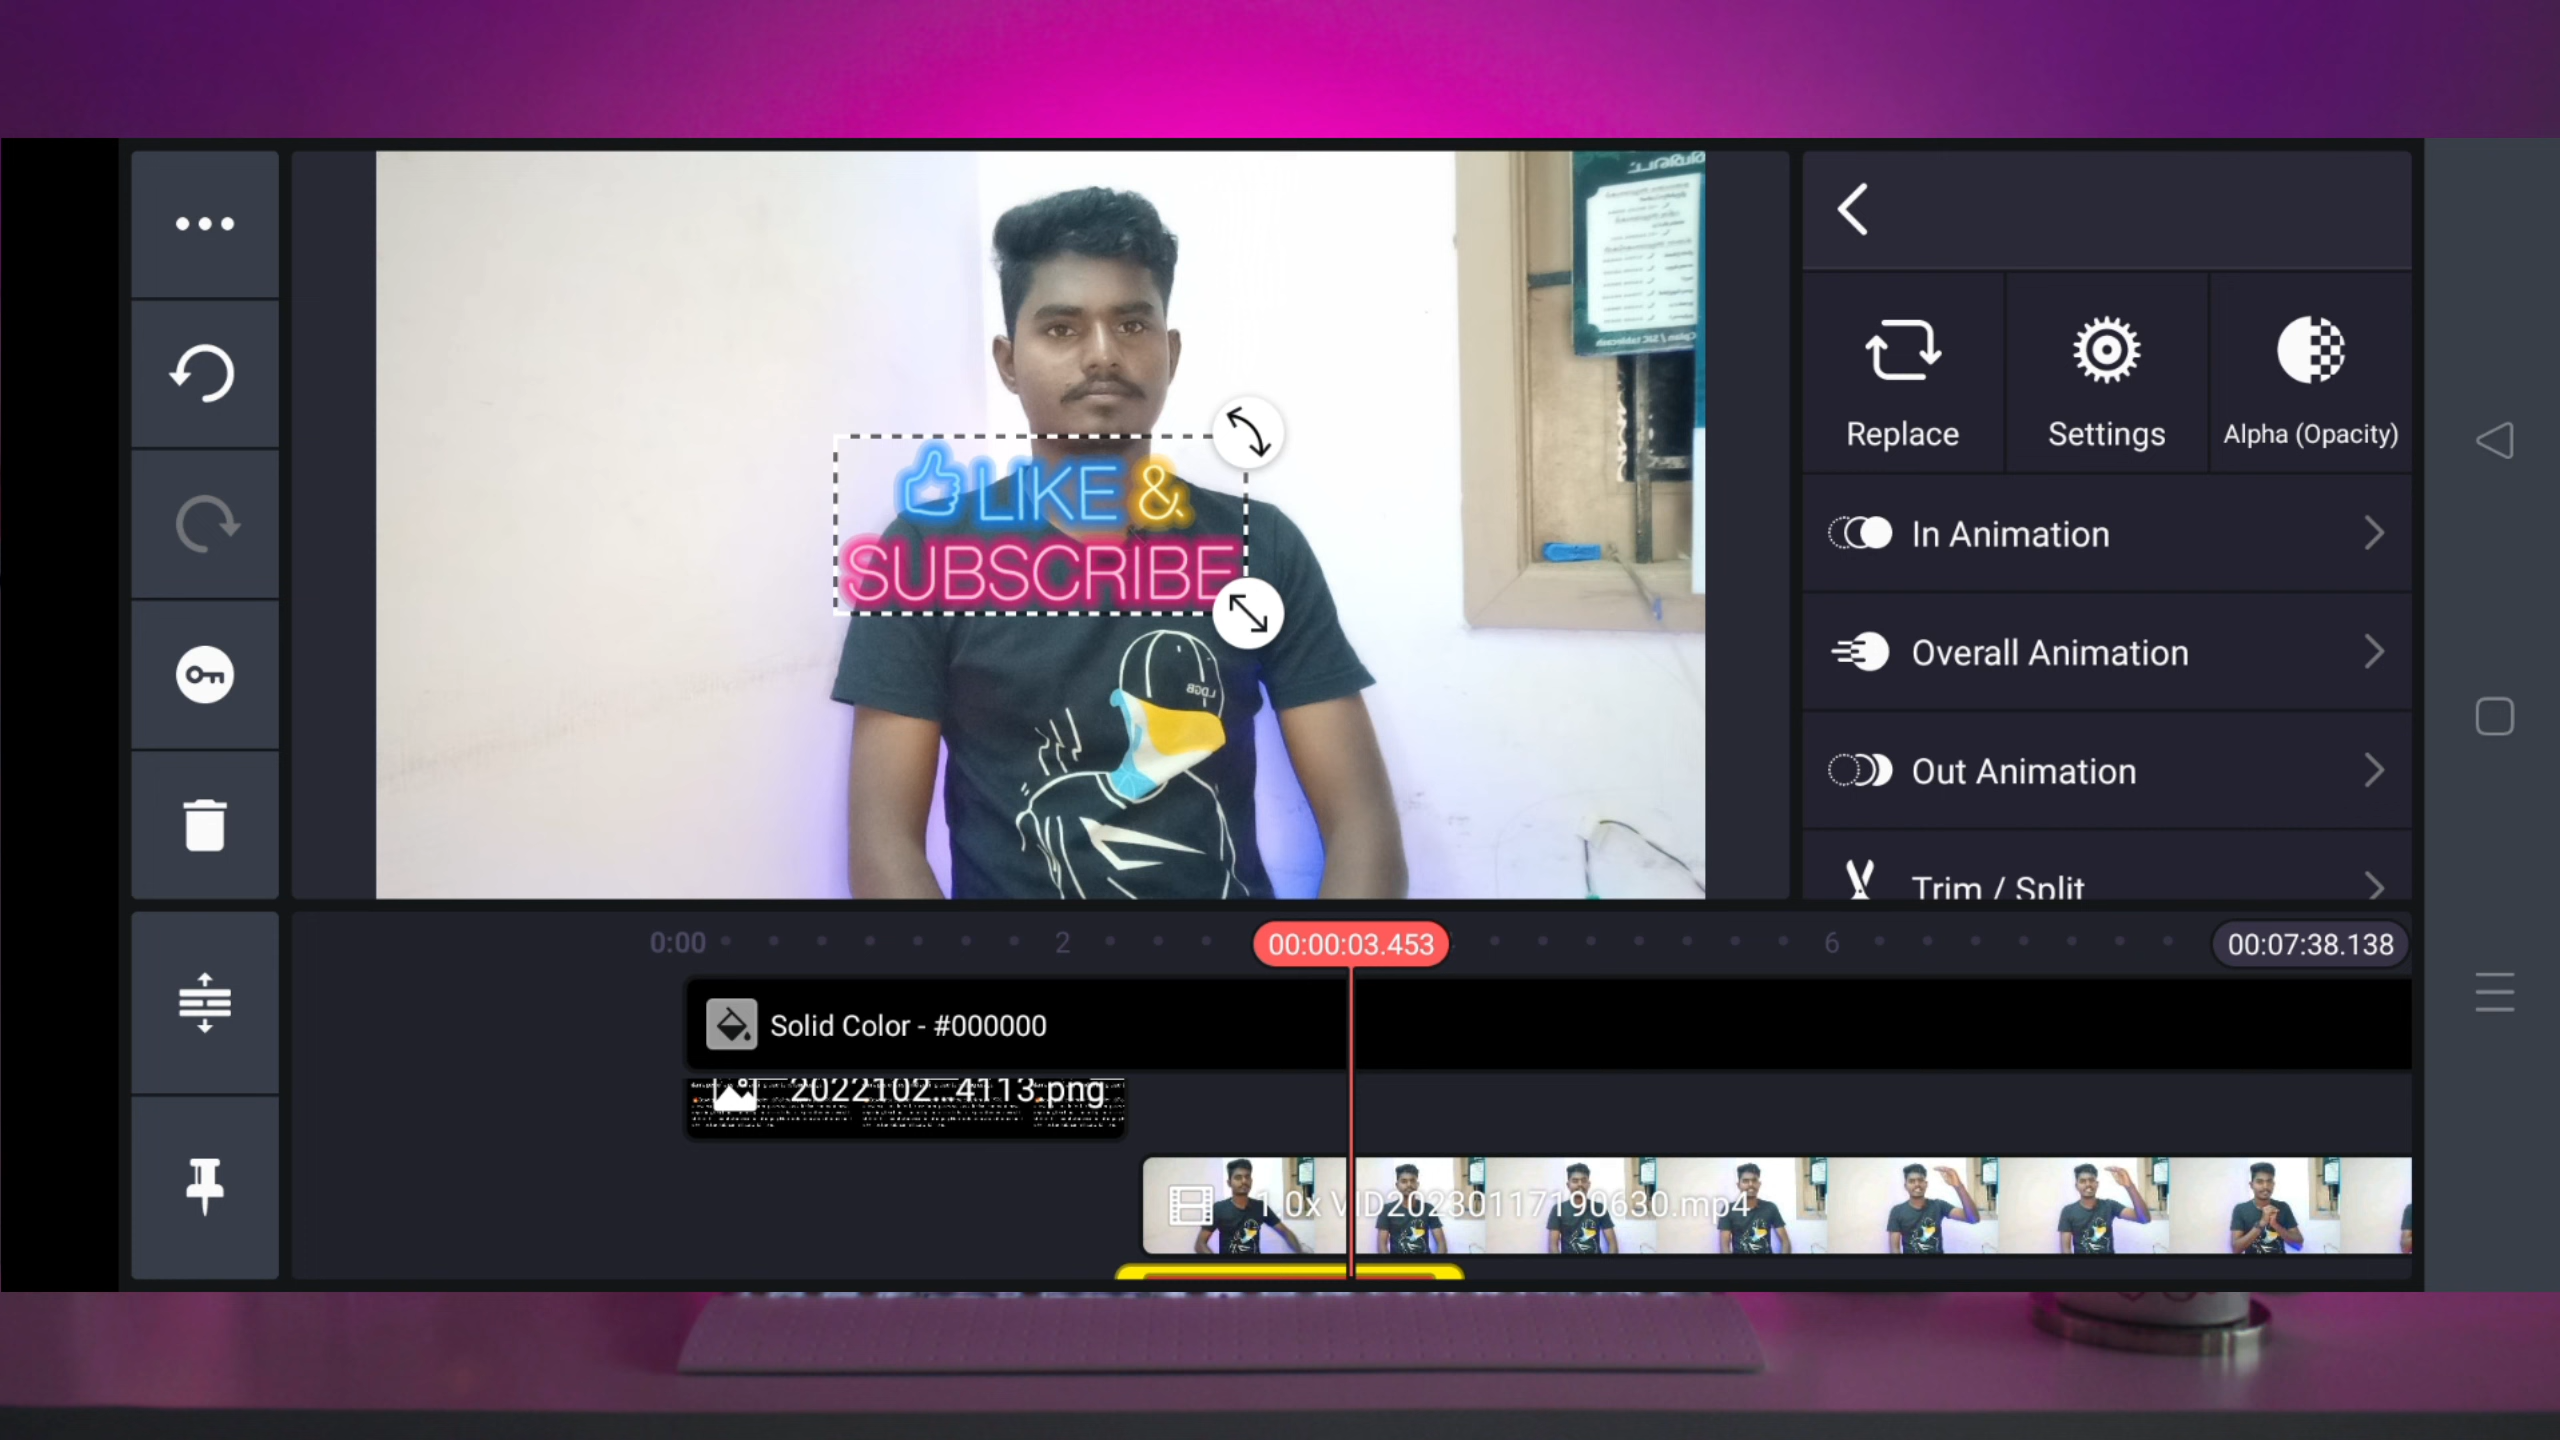 LIKE &
SUBSCRIBE
Replace
Settings
Alpha (Opacity)
In Animation
Overall Animation
Out Animation
Trim / Split
0:00
2
00:00:03.453
6
00:07:38.138
Solid Color - #000000
2022102...4113.png
1.0x VID20230117190630.mp4